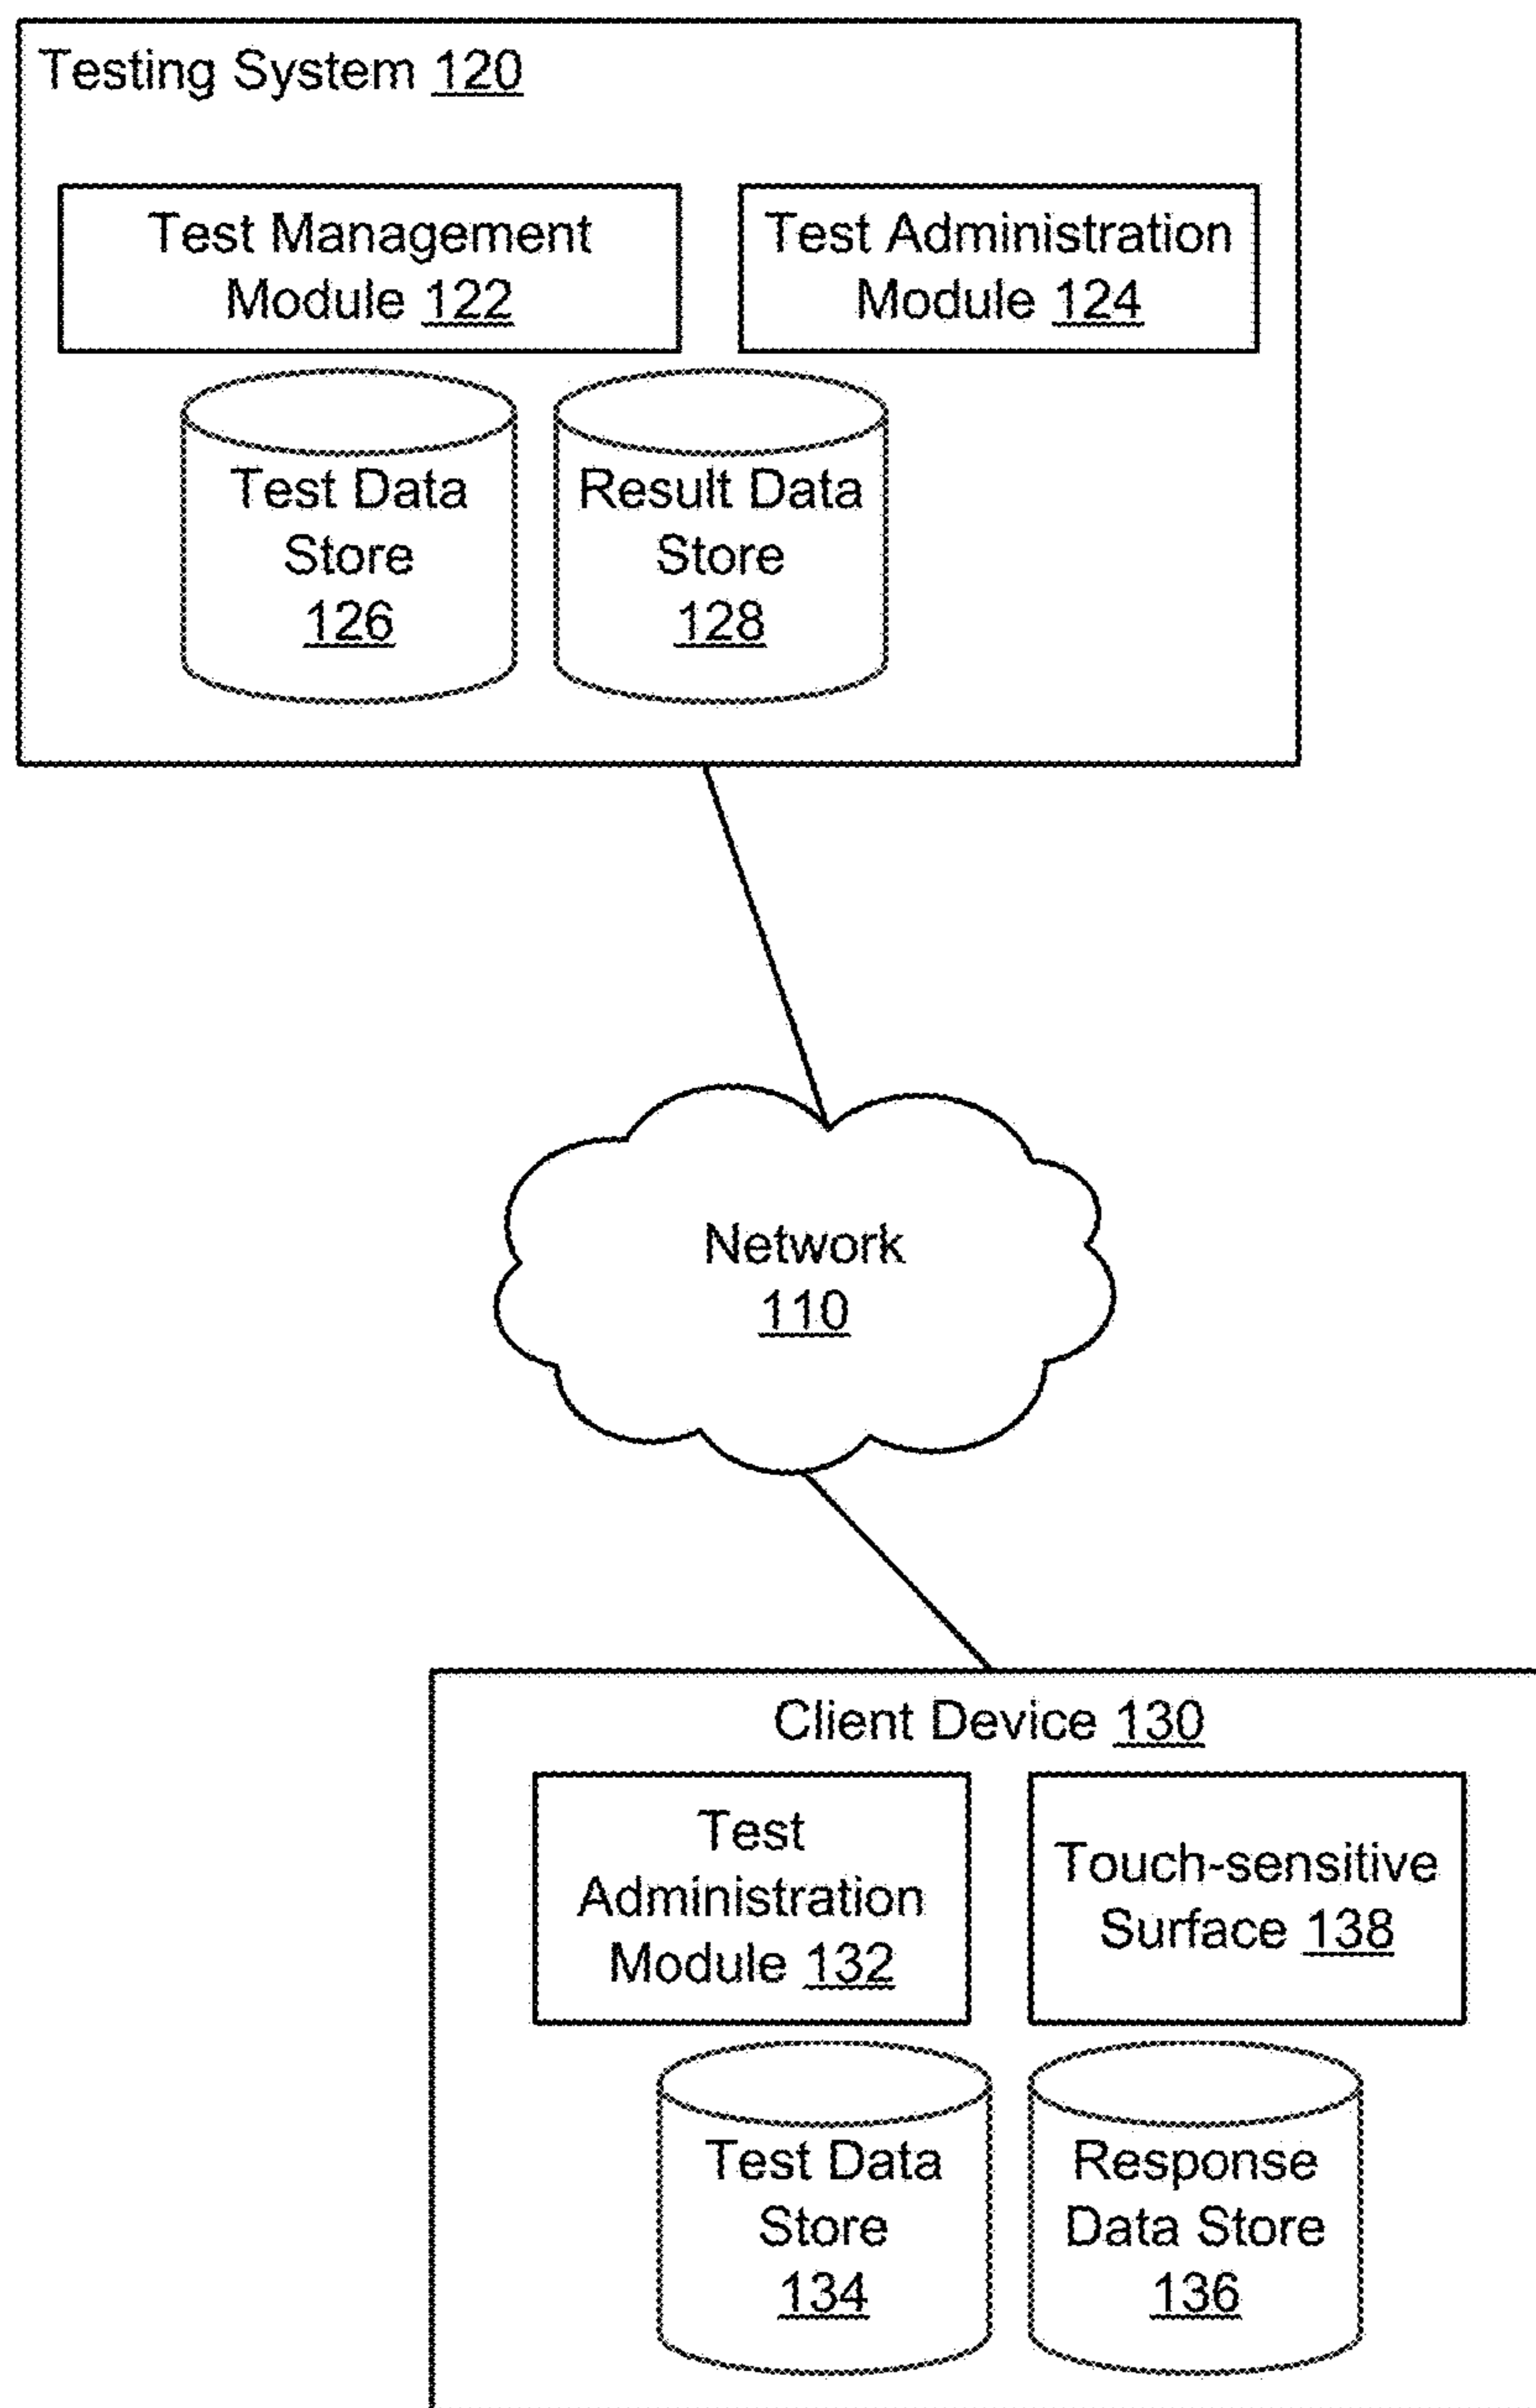 Testing System 120
Test Management
Module 122
Test Administration
Module 124
Test Data
Store
126
Result Data
Store
128
Network
110
Client Device 130
Test
Administration
Module 132
Touch-sensitive
Surface 138
Test Data
Store
134
Response
Data Store
136